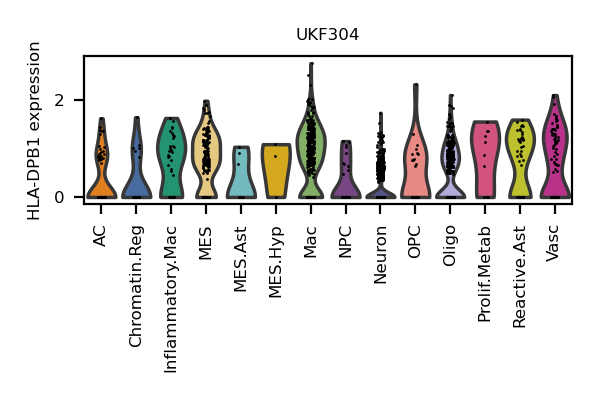 UKF304
HLA-DPB1 expression
2
0
AC
Chromatin.Reg
Inflammatory.Mac
MES
MES.Ast
MES.Hyp
Mac
NPC
Neuron
OPC
Oligo
Prolif.Metab
Reactive.Ast
Vasc